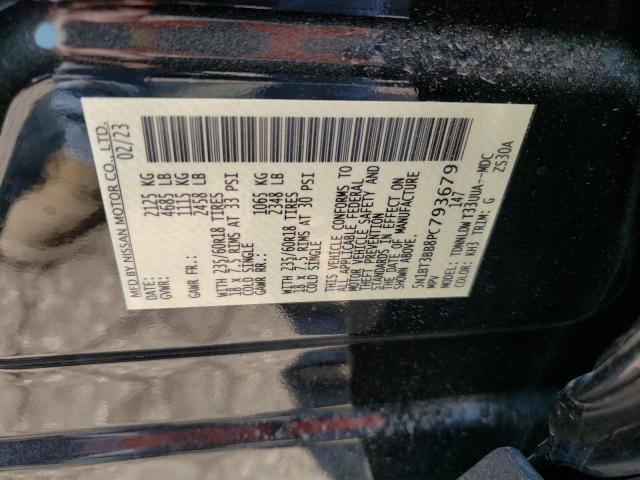 MFD BY NISSAN MOTOR CO., LTD.
DATE: 02/23
GVWR: 2125 KG
4685 LB
GAWR FR.: 1115 KG
2458 LB
WITH 235/60R18 TIRES
18 X 7.5 RIMS AT 33 PSI
COLD SINGLE
GAWR RR.: 1065 KG
2348 LB
WITH 235/60R18 TIRES
18 X 7.5 RIMS AT 30 PSI
COLD SINGLE
THIS VEHICLE CONFORMS TO
ALL APPLICABLE FEDERAL
MOTOR VEHICLE SAFETY AND
THEFT PREVENTION
STANDARDS IN EFFECT ON
THE DATE OF MANUFACTURE
SHOWN ABOVE.
5N1BT3BB8PC793679
MPV 147
MODEL: TDNNLDWT33UUA--MDC
COLOR: KH3 TRIM: G ZS30A